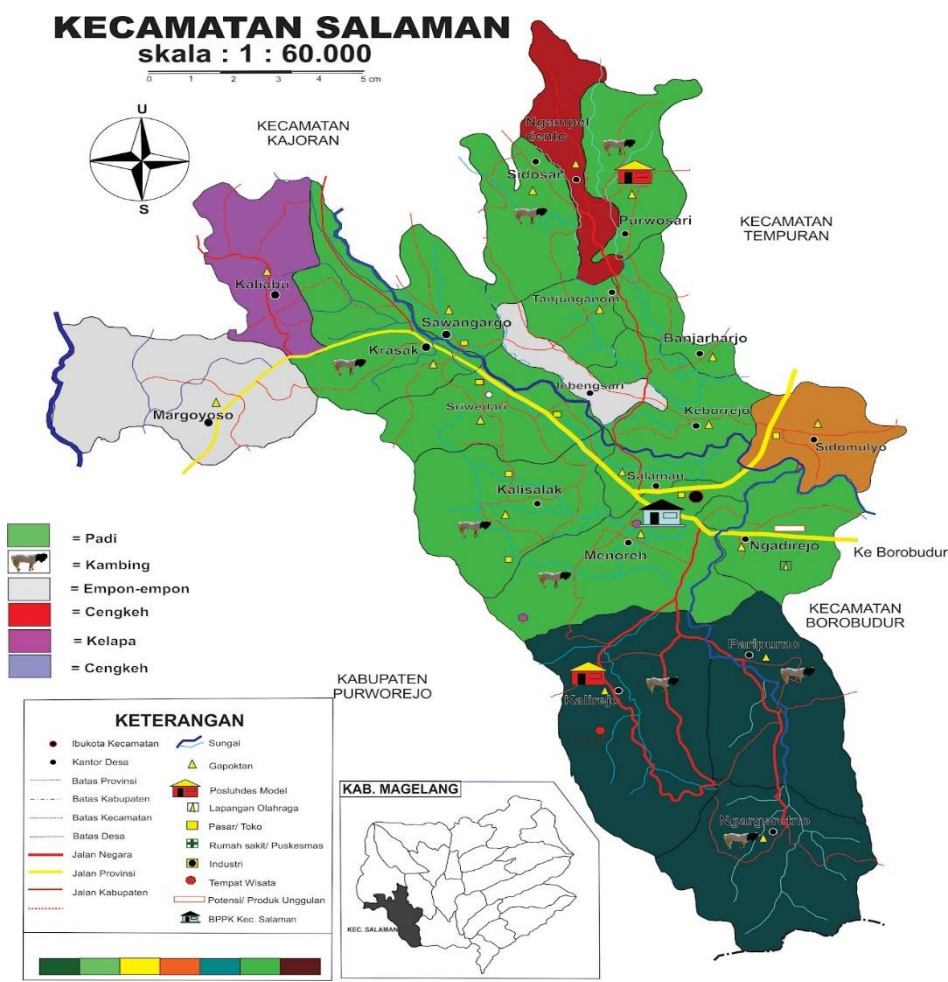 KECAMATAN SALAMAN
skala : 1 : 60.000
0 1 2 3 4 5 cm
U
S
KECAMATAN
KAJORAN
KECAMATAN
TEMPURAN
Ngampel
dento
Sidosari
Purwosari
Tanjunganom
Kaliabu
Sawangargo
Krasak
Banjarharjo
Jebengsari
Sriwedari
Keborrejo
Margoyoso
Sidomulyo
Salaman
Kalisalak
Menoreh
Ngadirejo
Ke Borobudur
KECAMATAN
BOROBUDUR
Paripurno
KABUPATEN
PURWOREJO
Kalirejo
Ngargaretno
= Padi
= Kambing
= Empon-empon
= Cengkeh
= Kelapa
= Cengkeh
KETERANGAN
Ibukota Kecamatan
Kantor Desa
Batas Provinsi
Batas Kabupaten
Batas Kecamatan
Batas Desa
Jalan Negara
Jalan Provinsi
Jalan Kabupaten
Sungai
Gapoktan
Posluhdes Model
Lapangan Olahraga
Pasar/ Toko
Rumah sakit/ Puskesmas
Industri
Tempat Wisata
Potensi/ Produk Unggulan
BPPK Kec. Salaman
KAB. MAGELANG
KEC. SALAMAN